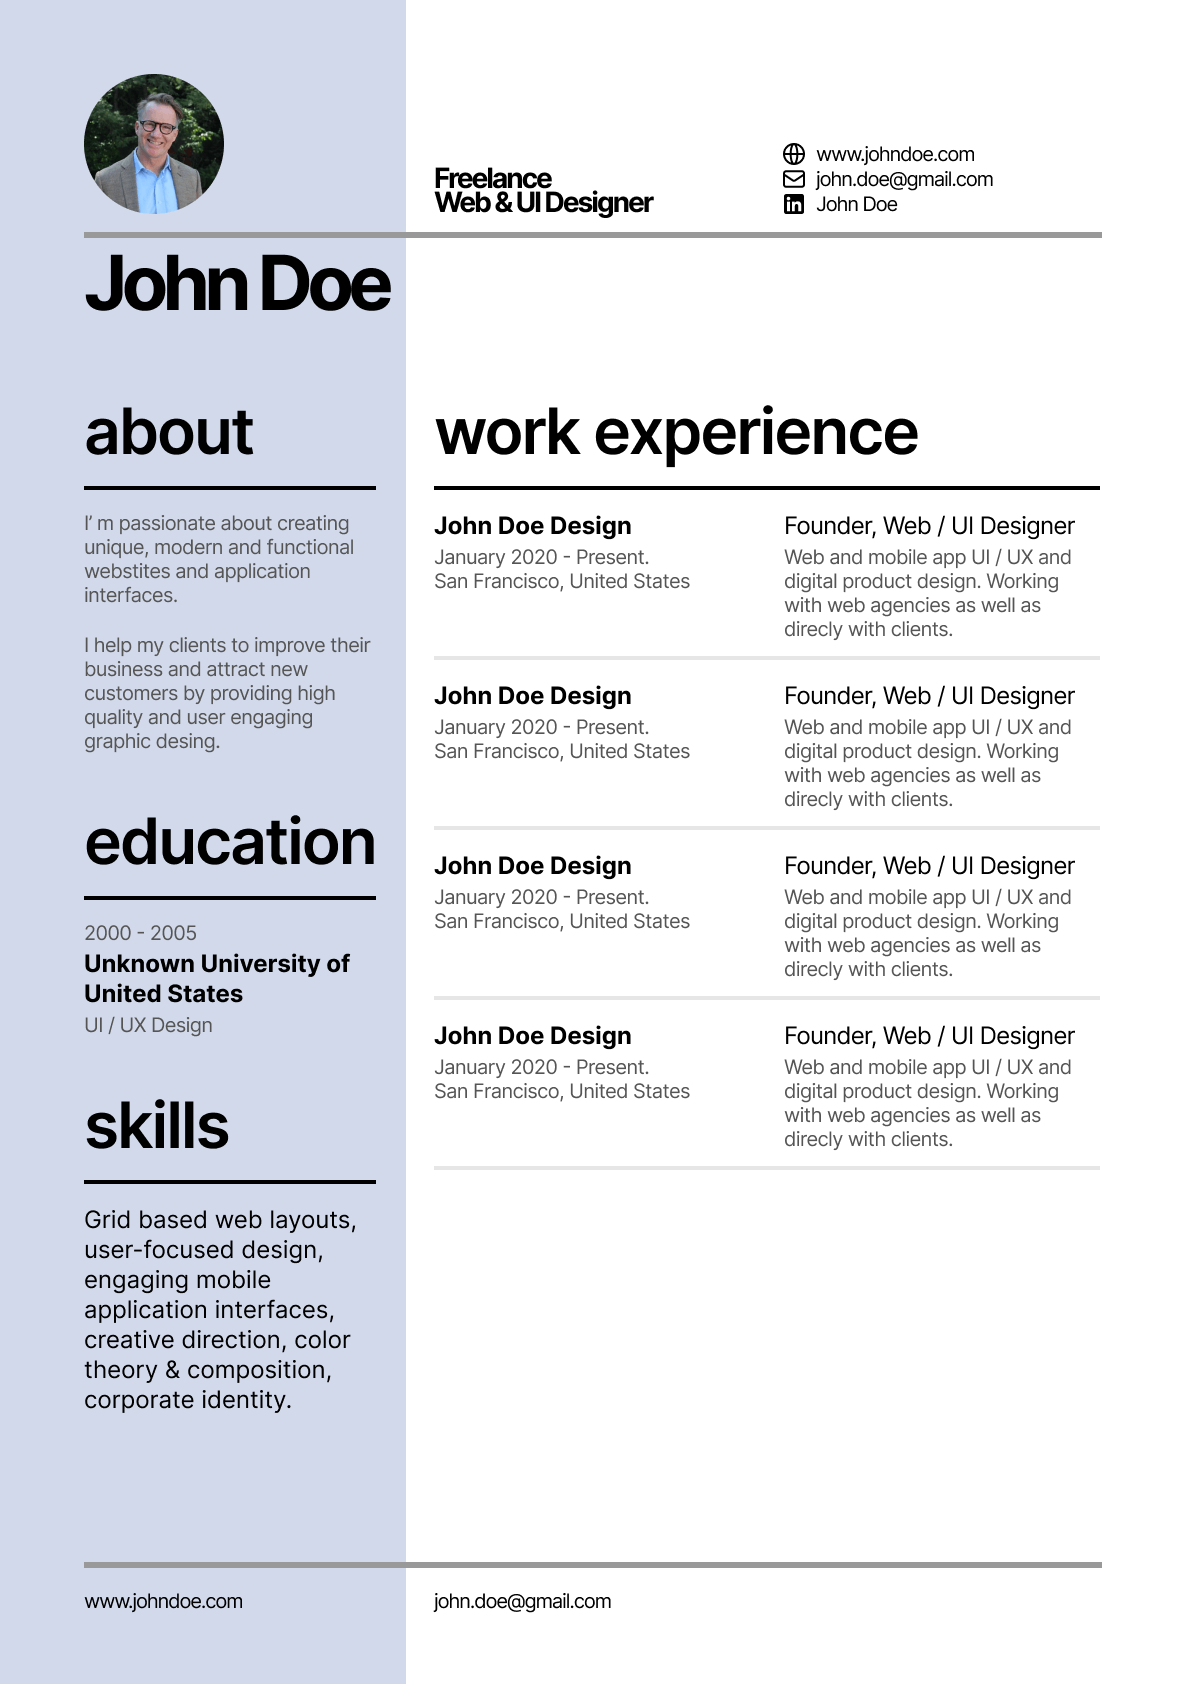 Freelance
Web & UI Designer
www.johndoe.com
john.doe@gmail.com
John Doe
John Doe
about
I’ m passionate about creating
unique, modern and functional
webstites and application
interfaces.
I help my clients to improve their
business and attract new
customers by providing high
quality and user engaging
graphic desing.
education
2000 - 2005
Unknown University of
United States
UI / UX Design
skills
Grid based web layouts,
user-focused design,
engaging mobile
application interfaces,
creative direction, color
theory & composition,
corporate identity.
work experience
John Doe Design
January 2020 - Present.
San Francisco, United States
Founder, Web / UI Designer
Web and mobile app UI / UX and
digital product design. Working
with web agencies as well as
direcly with clients.
John Doe Design
January 2020 - Present.
San Francisco, United States
Founder, Web / UI Designer
Web and mobile app UI / UX and
digital product design. Working
with web agencies as well as
direcly with clients.
John Doe Design
January 2020 - Present.
San Francisco, United States
Founder, Web / UI Designer
Web and mobile app UI / UX and
digital product design. Working
with web agencies as well as
direcly with clients.
John Doe Design
January 2020 - Present.
San Francisco, United States
Founder, Web / UI Designer
Web and mobile app UI / UX and
digital product design. Working
with web agencies as well as
direcly with clients.
www.johndoe.com
john.doe@gmail.com